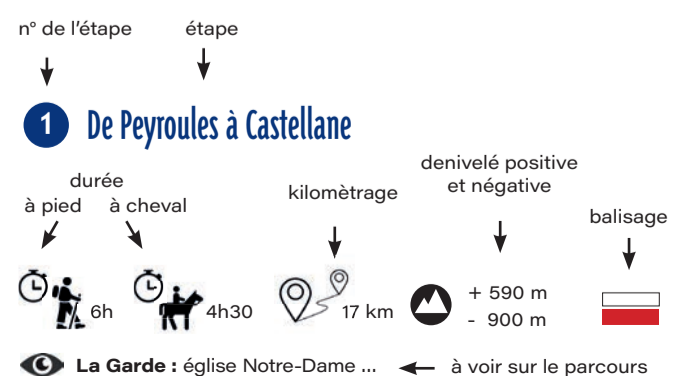 n° de l'étape étape
1 De Peyroules à Castellane
durée
à pied à cheval
kilomètrage
denivelé positive
et négative
balisage
6h 4h30 17 km
+ 590 m
- 900 m
La Garde : église Notre-Dame ... à voir sur le parcours